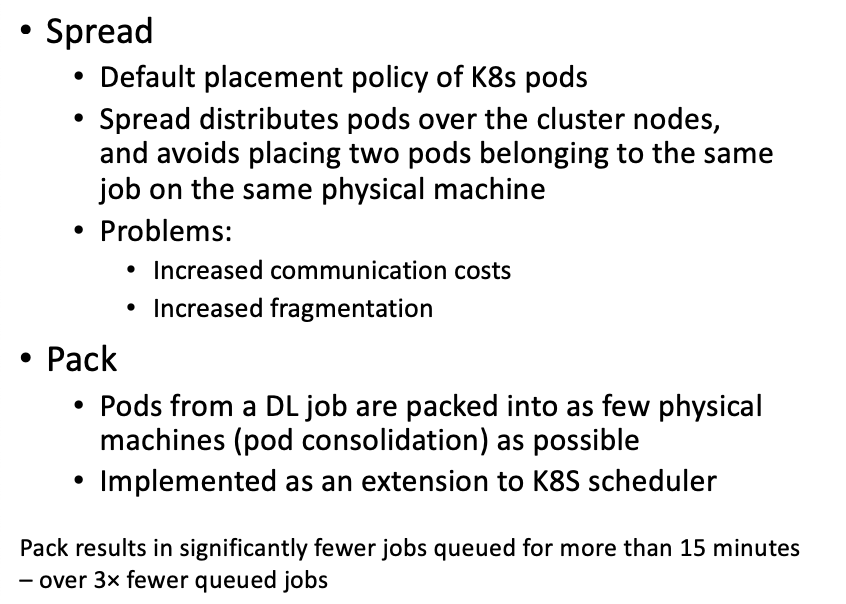 • Spread
• Default placement policy of K8s pods
• Spread distributes pods over the cluster nodes,
and avoids placing two pods belonging to the same
job on the same physical machine
• Problems:
• Increased communication costs
• Increased fragmentation
• Pack
• Pods from a DL job are packed into as few physical
machines (pod consolidation) as possible
• Implemented as an extension to K8S scheduler
Pack results in significantly fewer jobs queued for more than 15 minutes
– over 3× fewer queued jobs